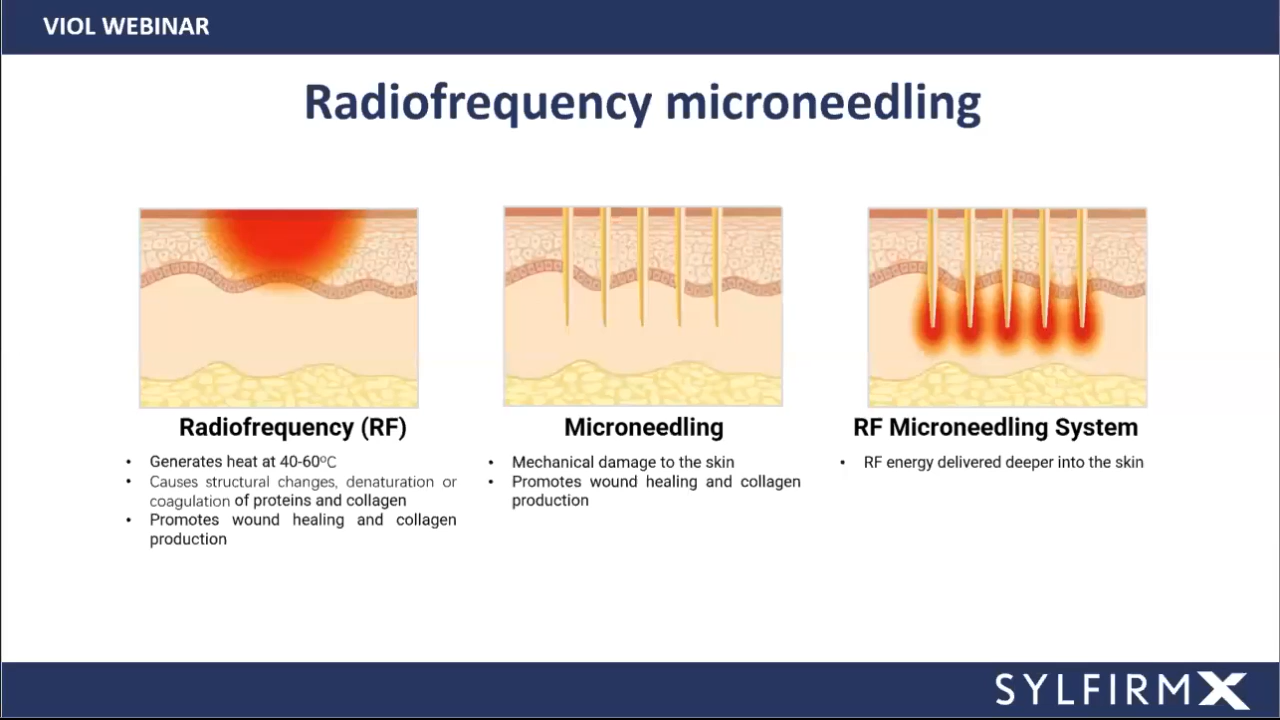 VIOL WEBINAR
Radiofrequency microneedling
Radiofrequency (RF)
• Generates heat at 40-60ºC
• Causes structural changes, denaturation or
coagulation of proteins and collagen
• Promotes wound healing and collagen
production
Microneedling
• Mechanical damage to the skin
• Promotes wound healing and collagen
production
RF Microneedling System
• RF energy delivered deeper into the skin
SYLFIRM X